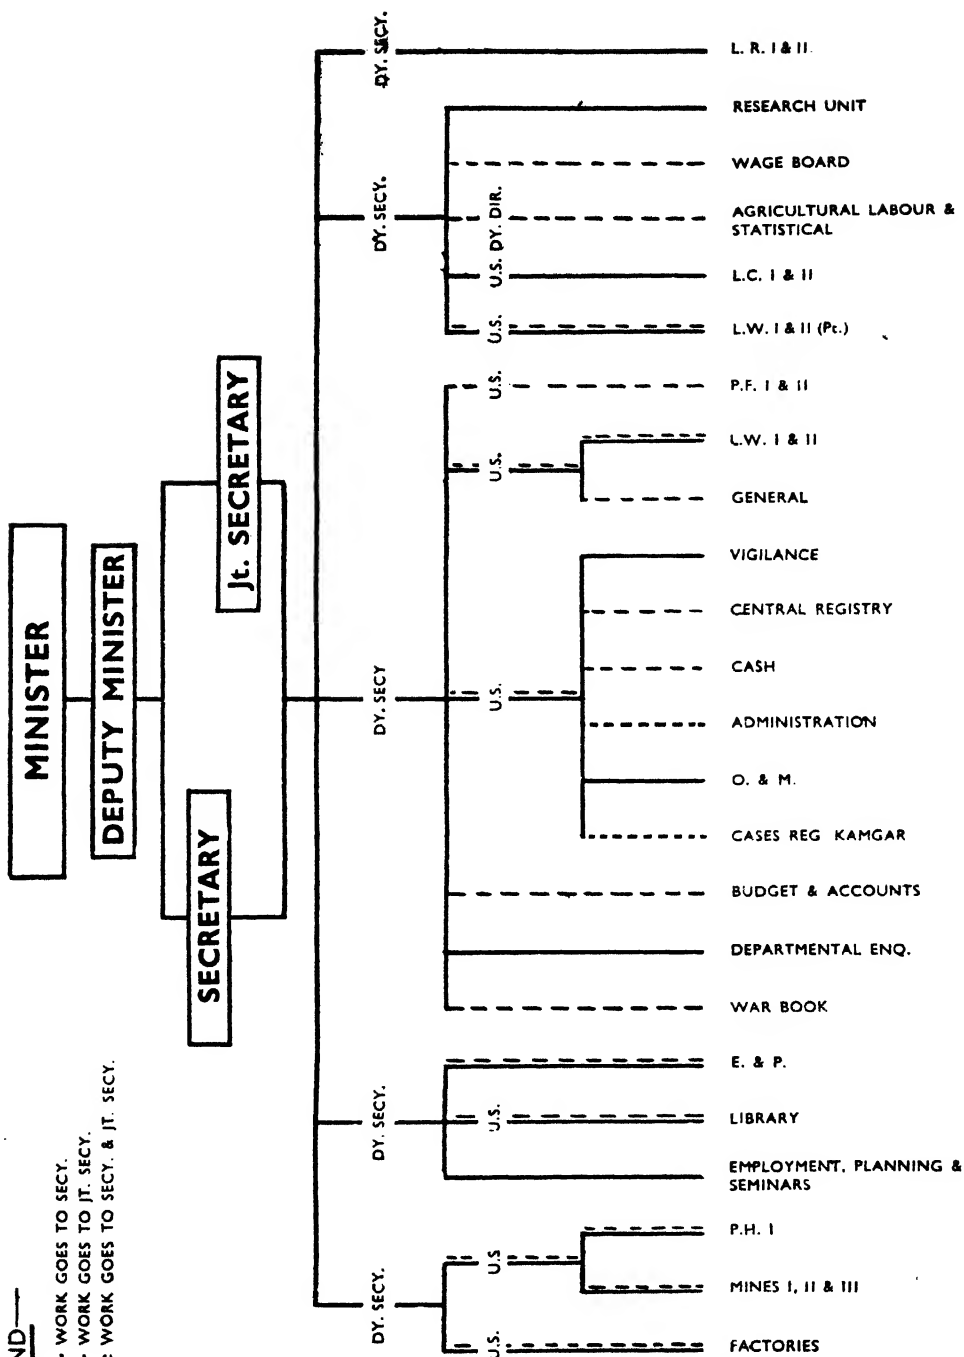 MINISTER
DEPUTY MINISTER
SECRETARY
Jt. SECRETARY
ND—
WORK GOES TO SECY.
WORK GOES TO JT. SECY.
WORK GOES TO SECY. & JT. SECY.
DY. SECY.
L. R. I & II.
DY. SECY.
RESEARCH UNIT
WAGE BOARD
DY. DIR.
AGRICULTURAL LABOUR &
STATISTICAL
U.S.
L.C. I & II
U.S.
L.W. I & II (Pt.)
DY. SECY
U.S.
P.F. I & II
U.S.
L.W. I & II
GENERAL
U.S.
VIGILANCE
CENTRAL REGISTRY
CASH
ADMINISTRATION
O. & M.
CASES REG KAMGAR
BUDGET & ACCOUNTS
DEPARTMENTAL ENQ.
WAR BOOK
DY. SECY.
E. & P.
U.S.
LIBRARY
EMPLOYMENT, PLANNING &
SEMINARS
DY. SECY.
U.S
P.H. I
MINES I, II & III
U.S.
FACTORIES